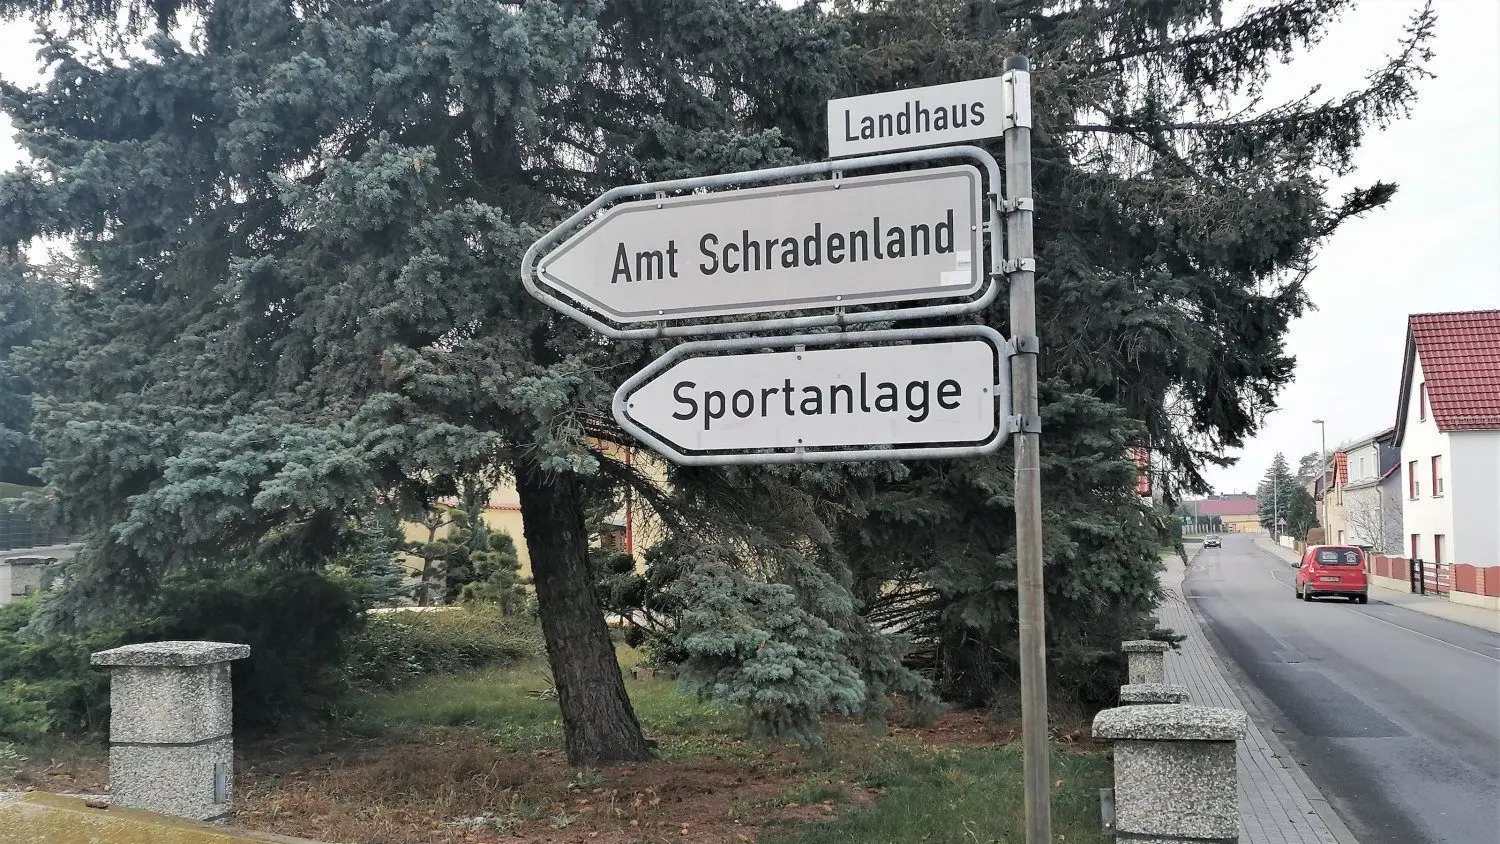 Landhaus
Amt Schradenland
Sportanlage